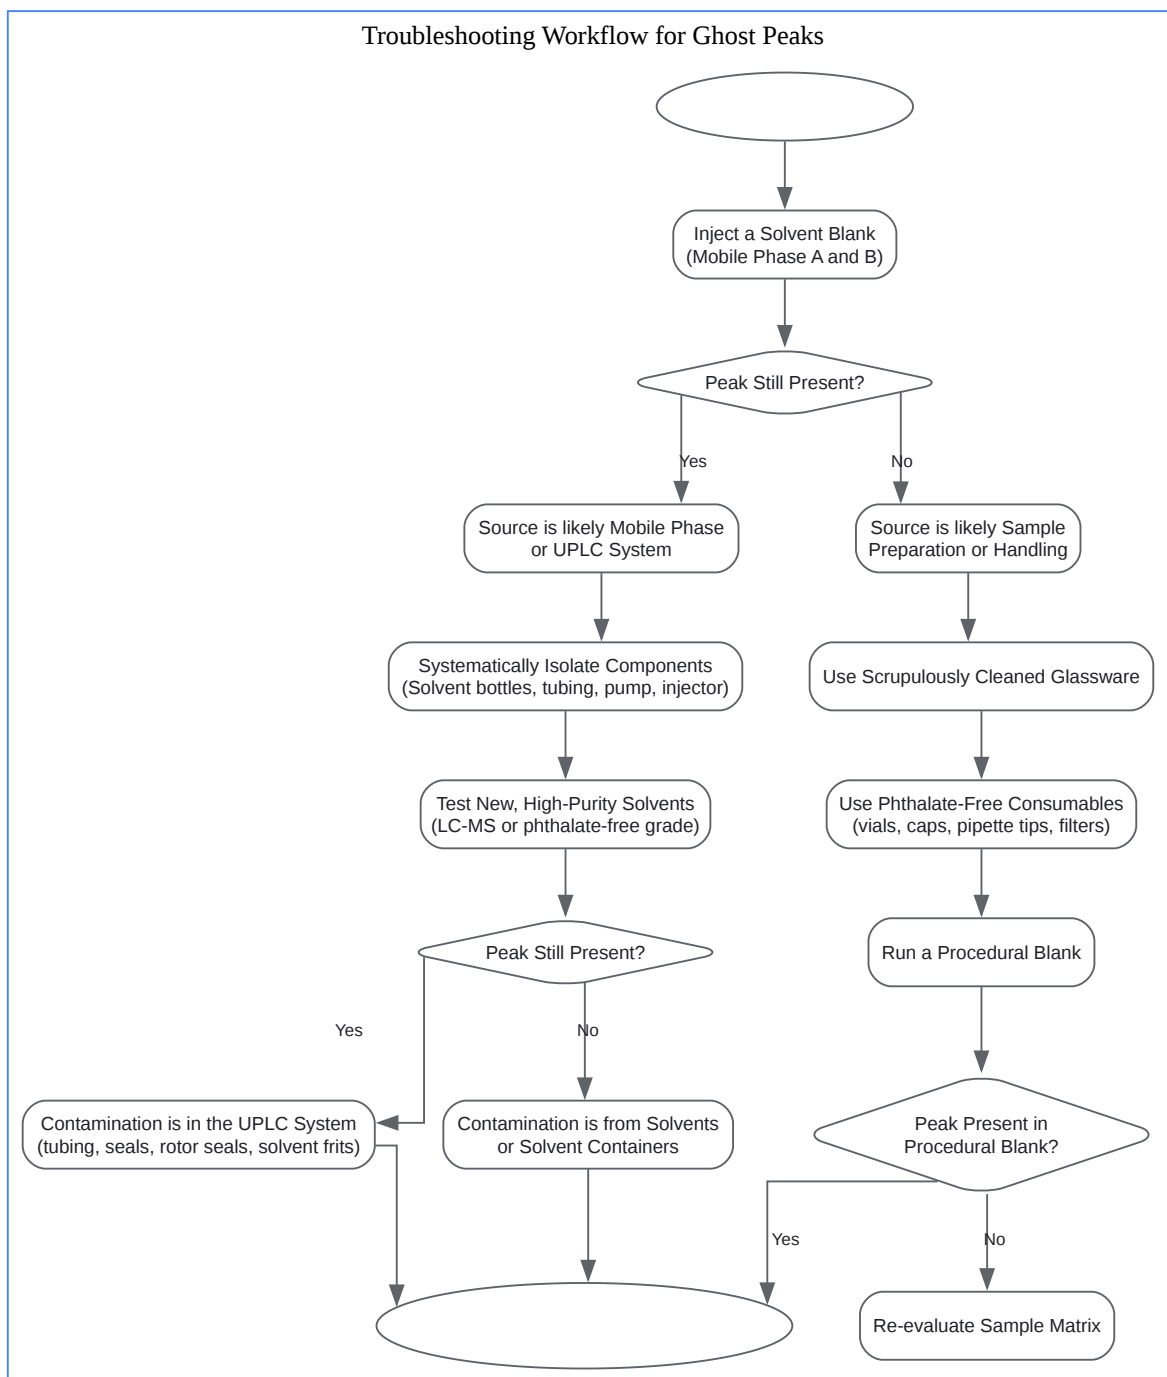 Troubleshooting Workflow for Ghost Peaks
Inject a Solvent Blank
(Mobile Phase A and B)
Peak Still Present?
Yes
No
Source is likely Mobile Phase
or UPLC System
Source is likely Sample
Preparation or Handling
Systematically Isolate Components
(Solvent bottles, tubing, pump, injector)
Use Scrupulously Cleaned Glassware
Test New, High-Purity Solvents
(LC-MS or phthalate-free grade)
Use Phthalate-Free Consumables
(vials, caps, pipette tips, filters)
Peak Still Present?
Run a Procedural Blank
Yes
No
Contamination is in the UPLC System
(tubing, seals, rotor seals, solvent frits)
Contamination is from Solvents
or Solvent Containers
Peak Present in
Procedural Blank?
Yes
No
Re-evaluate Sample Matrix